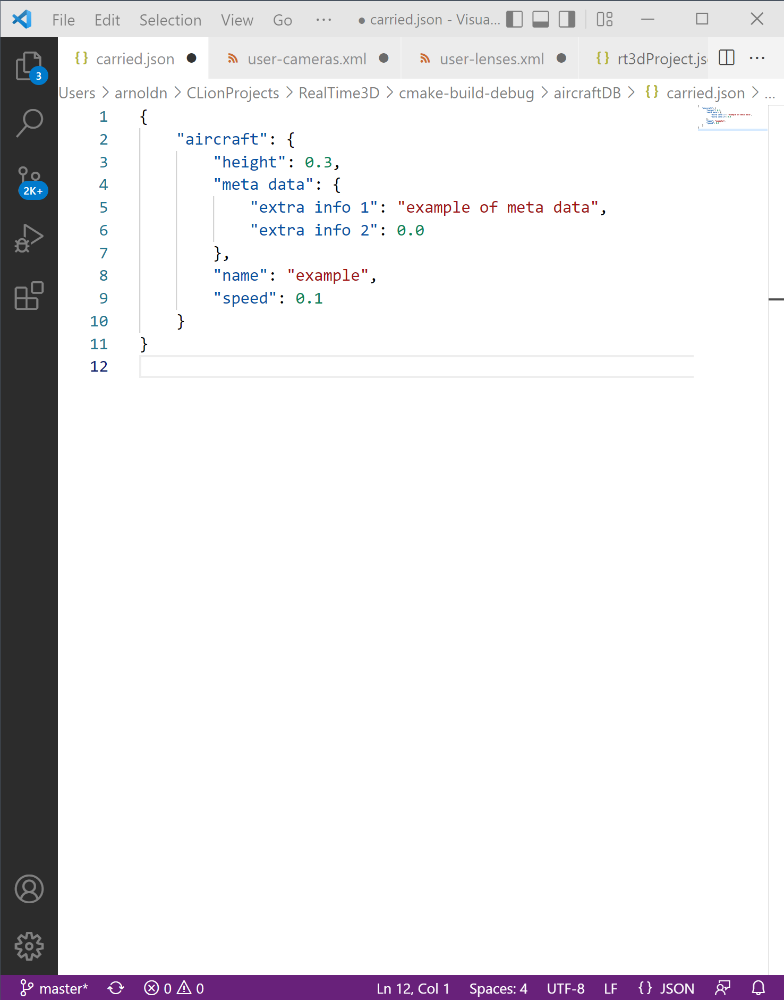 File Edit Selection View Go ··· ● carried.json - Visua...
{} carried.json ● user-cameras.xml ● user-lenses.xml ● {} rt3dProject.js ···
Users > arnoldn > CLionProjects > RealTime3D > cmake-build-debug > aircraftDB > {} carried.json > ...
3
2K+
1 {
2     "aircraft": {
3         "height": 0.3,
4         "meta data": {
5             "extra info 1": "example of meta data",
6             "extra info 2": 0.0
7         },
8         "name": "example",
9         "speed": 0.1
10     }
11 }
12
master* 0 0 Ln 12, Col 1 Spaces: 4 UTF-8 LF {} JSON